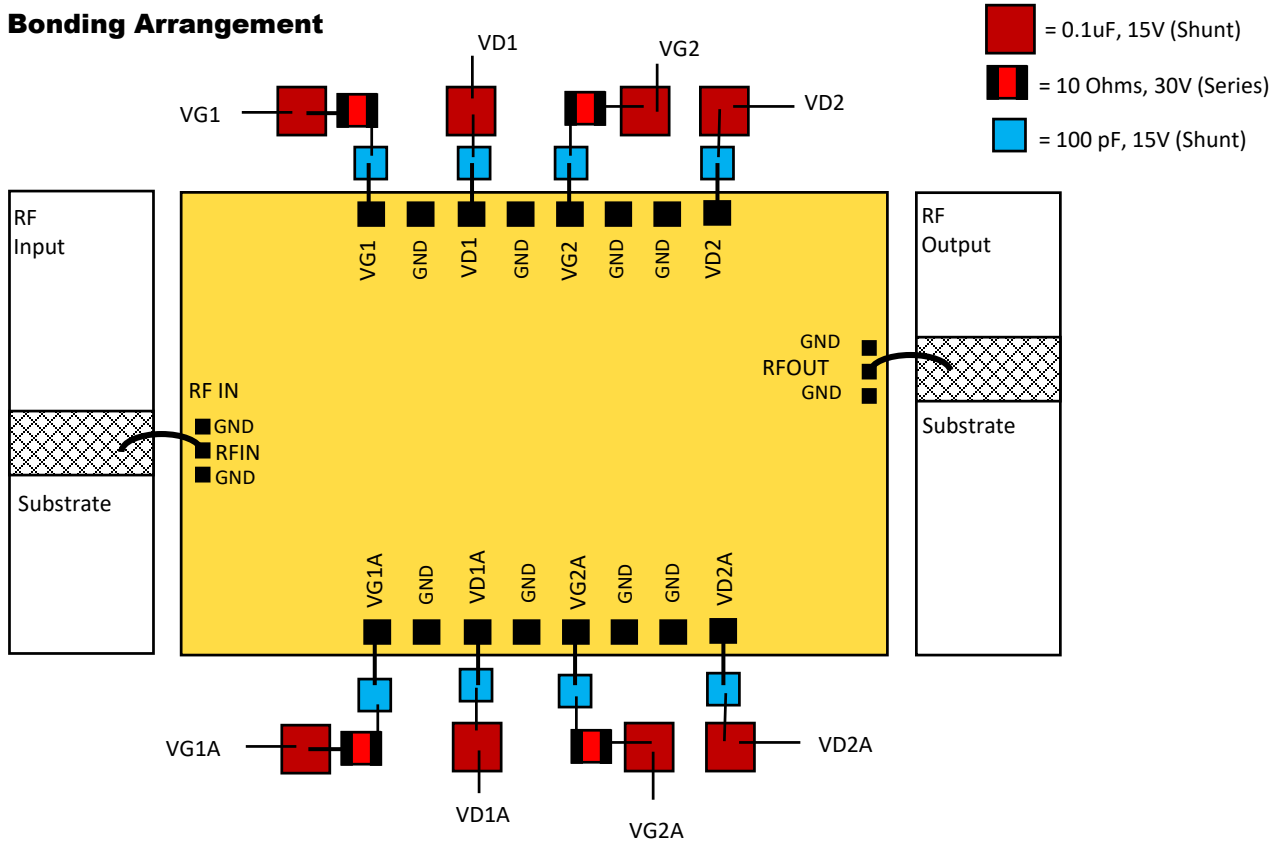 Bonding Arrangement
= 0.1uF, 15V (Shunt)
= 10 Ohms, 30V (Series)
= 100 pF, 15V (Shunt)
VG1
VD1
VG2
VD2
RF
Input
Substrate
VG1
GND
VD1
GND
VG2
GND
GND
VD2
RF
Output
Substrate
GND
RFOUT
GND
RF IN
GND
RFIN
GND
VG1A
GND
VD1A
GND
VG2A
GND
GND
VD2A
VG1A
VD1A
VG2A
VD2A